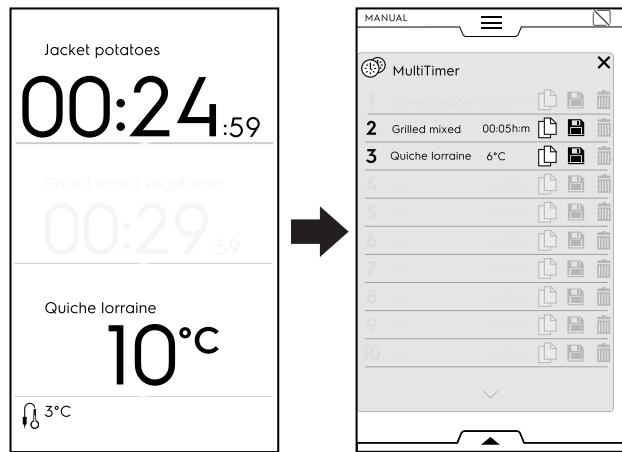 Jacket potatoes
00:24:59
Grilled mixed vegetables
00:29:59
Quiche lorraine
10°C
3°C
MANUAL
MultiTimer
1 Jacket potatoes 00:00h:m
2 Grilled mixed 00:05h:m
3 Quiche lorraine 6°C
4 --- --:--h:m
5 --- --:--h:m
6 --- --:--h:m
7 --- --:--h:m
8 --- --:--h:m
9 --- --:--h:m
10 --- --:--h:m